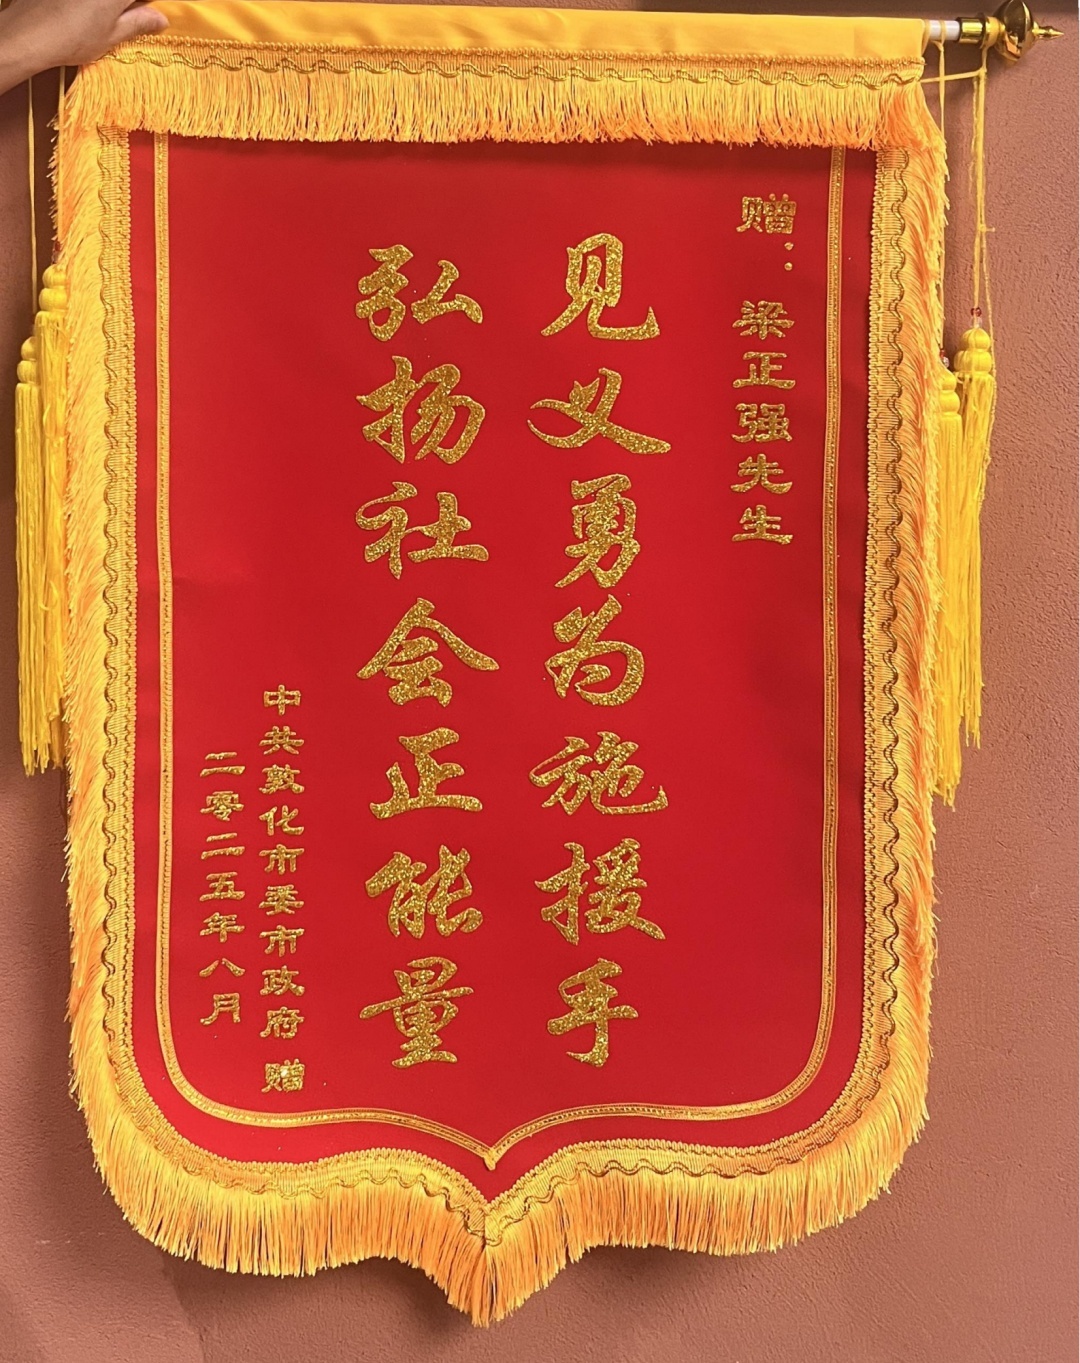 赠：梁正强先生
见义勇为施援手
弘扬社会正能量
中共敦化市委市政府 赠
二零二五年八月